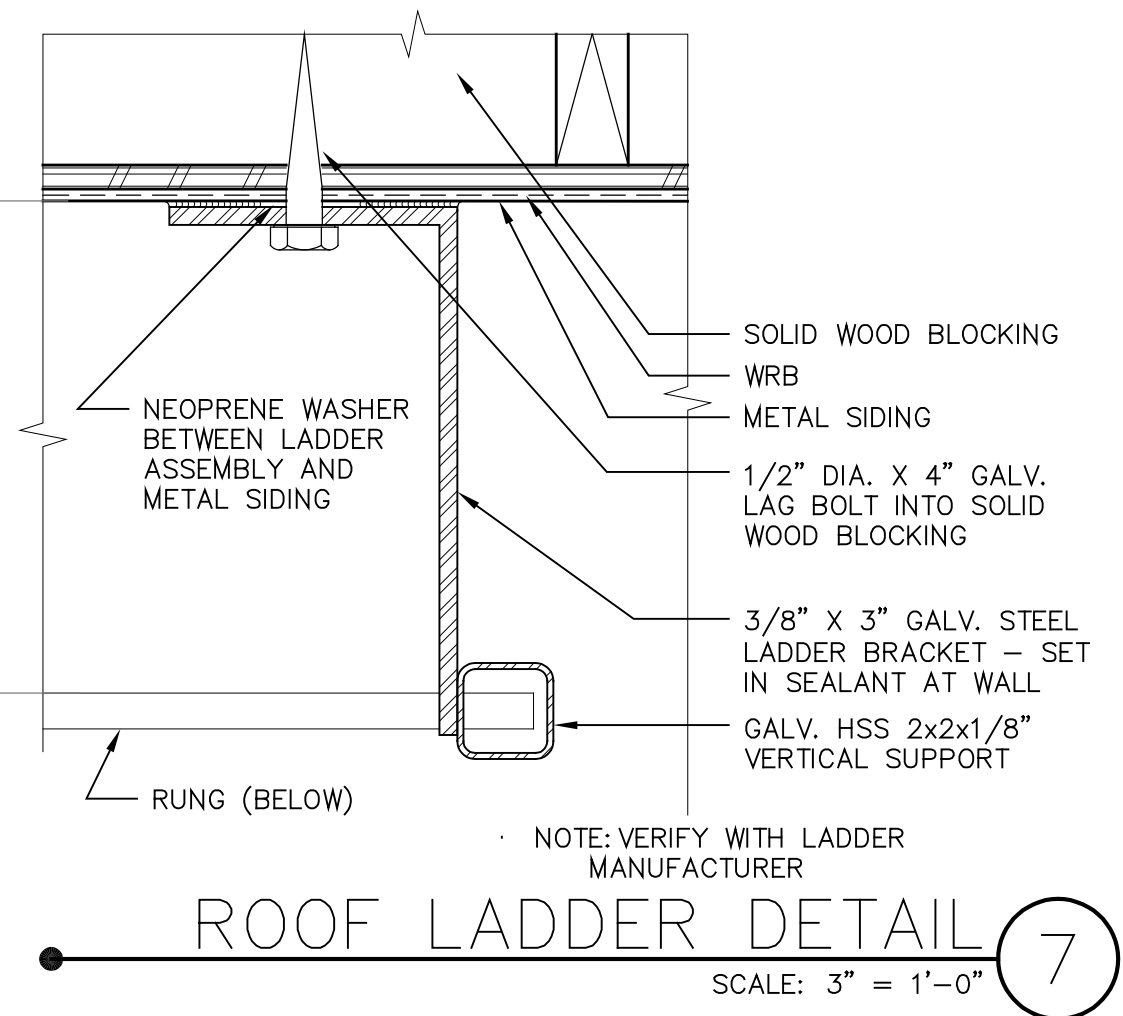 SOLID WOOD BLOCKING
WRB
METAL SIDING
NEOPRENE WASHER
BETWEEN LADDER
ASSEMBLY AND
METAL SIDING
1/2" DIA. X 4" GALV.
LAG BOLT INTO SOLID
WOOD BLOCKING
3/8" X 3" GALV. STEEL
LADDER BRACKET – SET
IN SEALANT AT WALL
GALV. HSS 2x2x1/8"
VERTICAL SUPPORT
RUNG (BELOW)
NOTE: VERIFY WITH LADDER
MANUFACTURER
ROOF LADDER DETAIL 7
SCALE: 3" = 1'–0"